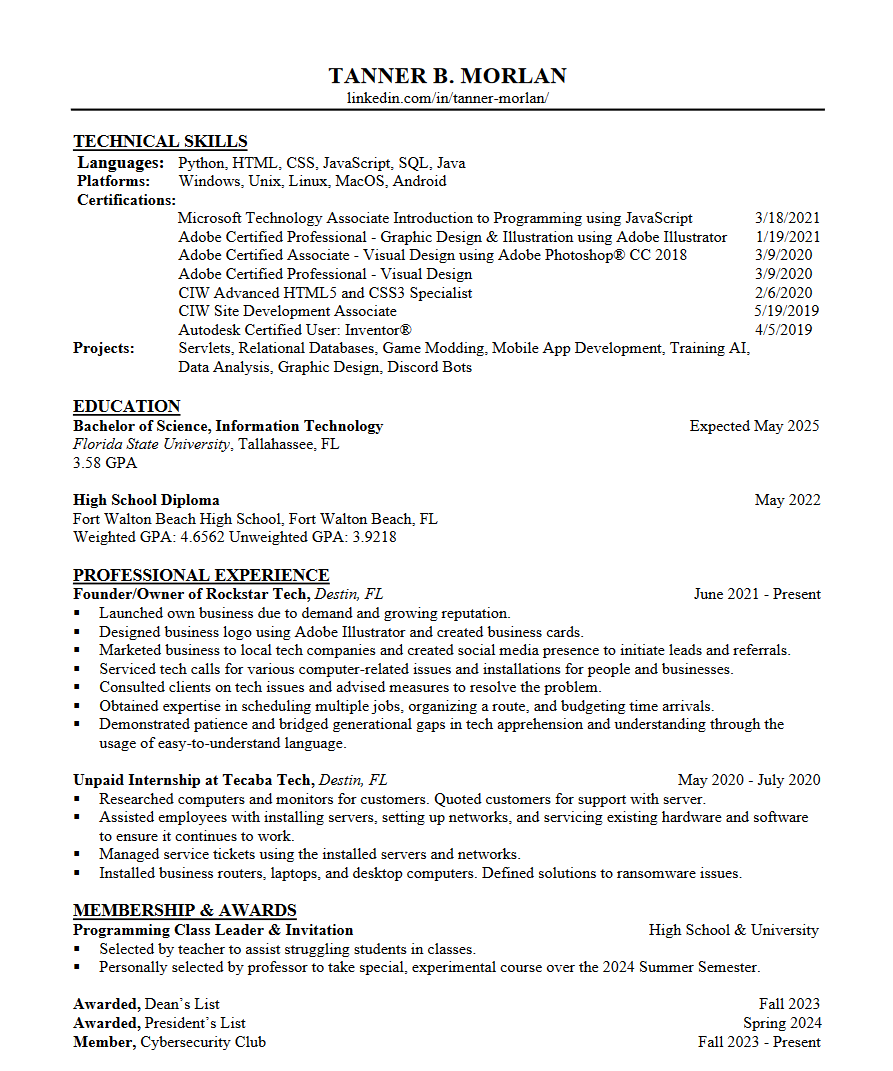 TANNER B. MORLAN
linkedin.com/in/tanner-morlan/
TECHNICAL SKILLS
Languages: Python, HTML, CSS, JavaScript, SQL, Java
Platforms: Windows, Unix, Linux, MacOS, Android
Certifications:
Microsoft Technology Associate Introduction to Programming using JavaScript 3/18/2021
Adobe Certified Professional - Graphic Design & Illustration using Adobe Illustrator 1/19/2021
Adobe Certified Associate - Visual Design using Adobe Photoshop® CC 2018 3/9/2020
Adobe Certified Professional - Visual Design 3/9/2020
CIW Advanced HTML5 and CSS3 Specialist 2/6/2020
CIW Site Development Associate 5/19/2019
Autodesk Certified User: Inventor® 4/5/2019
Projects: Servlets, Relational Databases, Game Modding, Mobile App Development, Training AI,
Data Analysis, Graphic Design, Discord Bots
EDUCATION
Bachelor of Science, Information Technology Expected May 2025
Florida State University, Tallahassee, FL
3.58 GPA
High School Diploma May 2022
Fort Walton Beach High School, Fort Walton Beach, FL
Weighted GPA: 4.6562 Unweighted GPA: 3.9218
PROFESSIONAL EXPERIENCE
Founder/Owner of Rockstar Tech, Destin, FL June 2021 - Present
▪ Launched own business due to demand and growing reputation.
▪ Designed business logo using Adobe Illustrator and created business cards.
▪ Marketed business to local tech companies and created social media presence to initiate leads and referrals.
▪ Serviced tech calls for various computer-related issues and installations for people and businesses.
▪ Consulted clients on tech issues and advised measures to resolve the problem.
▪ Obtained expertise in scheduling multiple jobs, organizing a route, and budgeting time arrivals.
▪ Demonstrated patience and bridged generational gaps in tech apprehension and understanding through the
usage of easy-to-understand language.
Unpaid Internship at Tecaba Tech, Destin, FL May 2020 - July 2020
▪ Researched computers and monitors for customers. Quoted customers for support with server.
▪ Assisted employees with installing servers, setting up networks, and servicing existing hardware and software
to ensure it continues to work.
▪ Managed service tickets using the installed servers and networks.
▪ Installed business routers, laptops, and desktop computers. Defined solutions to ransomware issues.
MEMBERSHIP & AWARDS
Programming Class Leader & Invitation High School & University
▪ Selected by teacher to assist struggling students in classes.
▪ Personally selected by professor to take special, experimental course over the 2024 Summer Semester.
Awarded, Dean's List Fall 2023
Awarded, President's List Spring 2024
Member, Cybersecurity Club Fall 2023 - Present